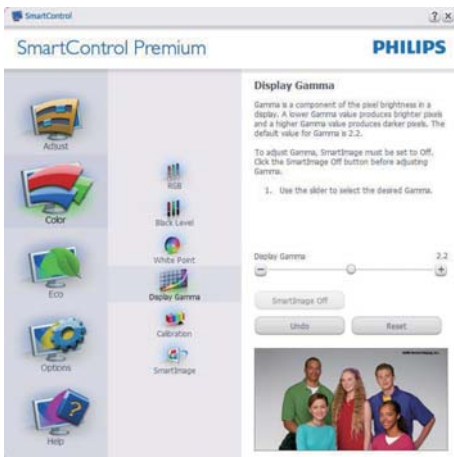 SmartControl
? x
SmartControl Premium
PHILIPS
Adjust
Color
Eco
Options
Help
RGB
Black Level
White Point
Display Gamma
Calibration
SmartImage
Display Gamma
Gamma is a component of the pixel brightness in a
display. A lower Gamma value produces brighter pixels
and a higher Gamma value produces darker pixels. The
default value for Gamma is 2.2.
To adjust Gamma, SmartImage must be set to Off.
Click the SmartImage Off button before adjusting
Gamma.
1. Use the slider to select the desired Gamma.
Display Gamma 2.2
SmartImage Off
Undo Reset